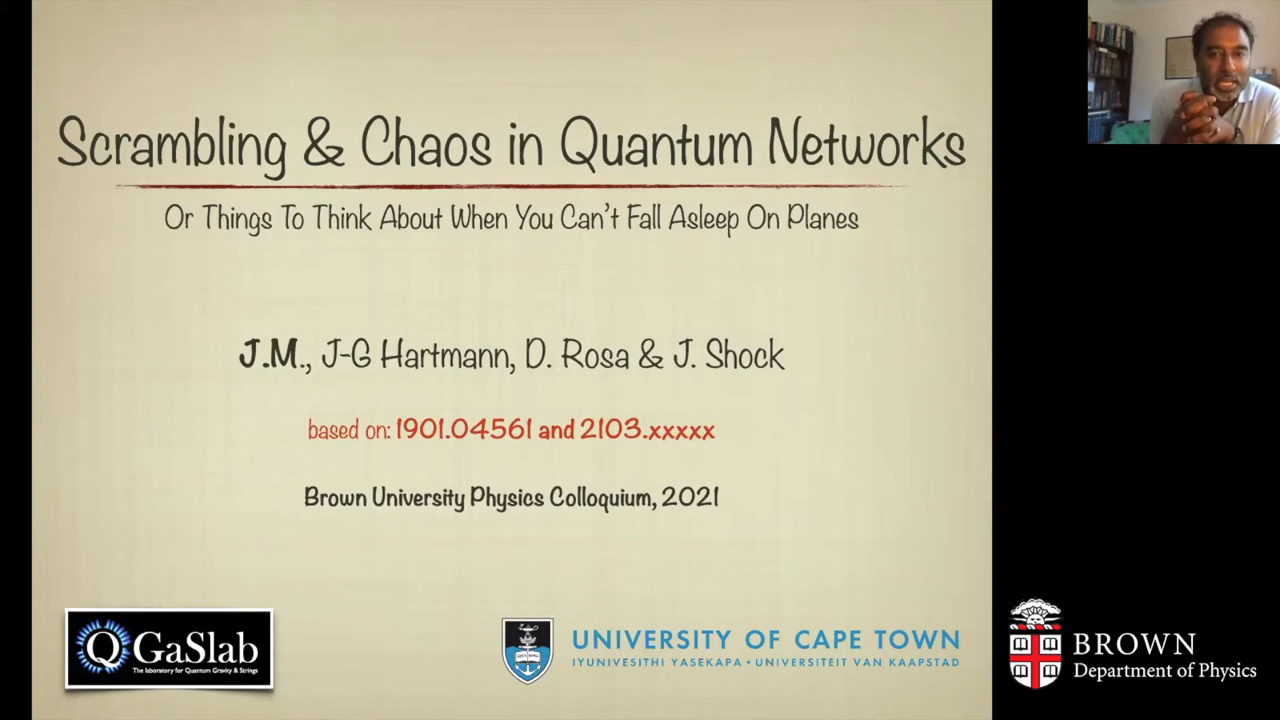 Scrambling & Chaos in Quantum Networks
Or Things To Think About When You Can't Fall Asleep On Planes
J.M., J-G Hartmann, D. Rosa & J. Shock
based on: 1901.04561 and 2103.xxxxx
Brown University Physics Colloquium, 2021
QGaSlab
The laboratory for Quantum Gravity & Strings
UNIVERSITY OF CAPE TOWN
IYUNIVESITHI YASEKAPA • UNIVERSITEIT VAN KAAPSTAD
BROWN
Department of Physics